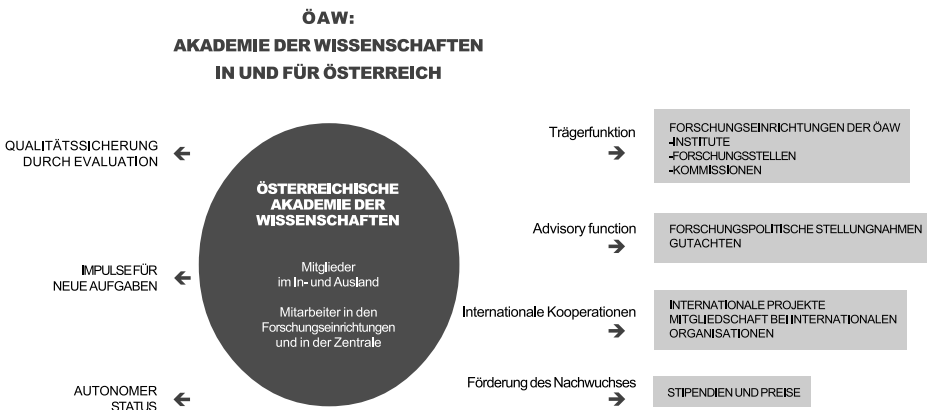 ÖAW:
AKADEMIE DER WISSENSCHAFTEN
IN UND FÜR ÖSTERREICH
QUALITÄTSSICHERUNG
DURCH EVALUATION
IMPULSE FÜR
NEUE AUFGABEN
AUTONOMER
STATUS
ÖSTERREICHISCHE
AKADEMIE DER
WISSENSCHAFTEN
Mitglieder
im In- und Ausland
Mitarbeiter in den
Forschungseinrichtungen
und in der Zentrale
Trägerfunktion
FORSCHUNGSEINRICHTUNGEN DER ÖAW
-INSTITUTE
-FORSCHUNGSSTELLEN
-KOMMISSIONEN
Advisory function
FORSCHUNGSPOLITISCHE STELLUNGNAHMEN
GUTACHTEN
Internationale Kooperationen
INTERNATIONALE PROJEKTE
MITGLIEDSCHAFT BEI INTERNATIONALEN
ORGANISATIONEN
Förderung des Nachwuchses
STIPENDIEN UND PREISE